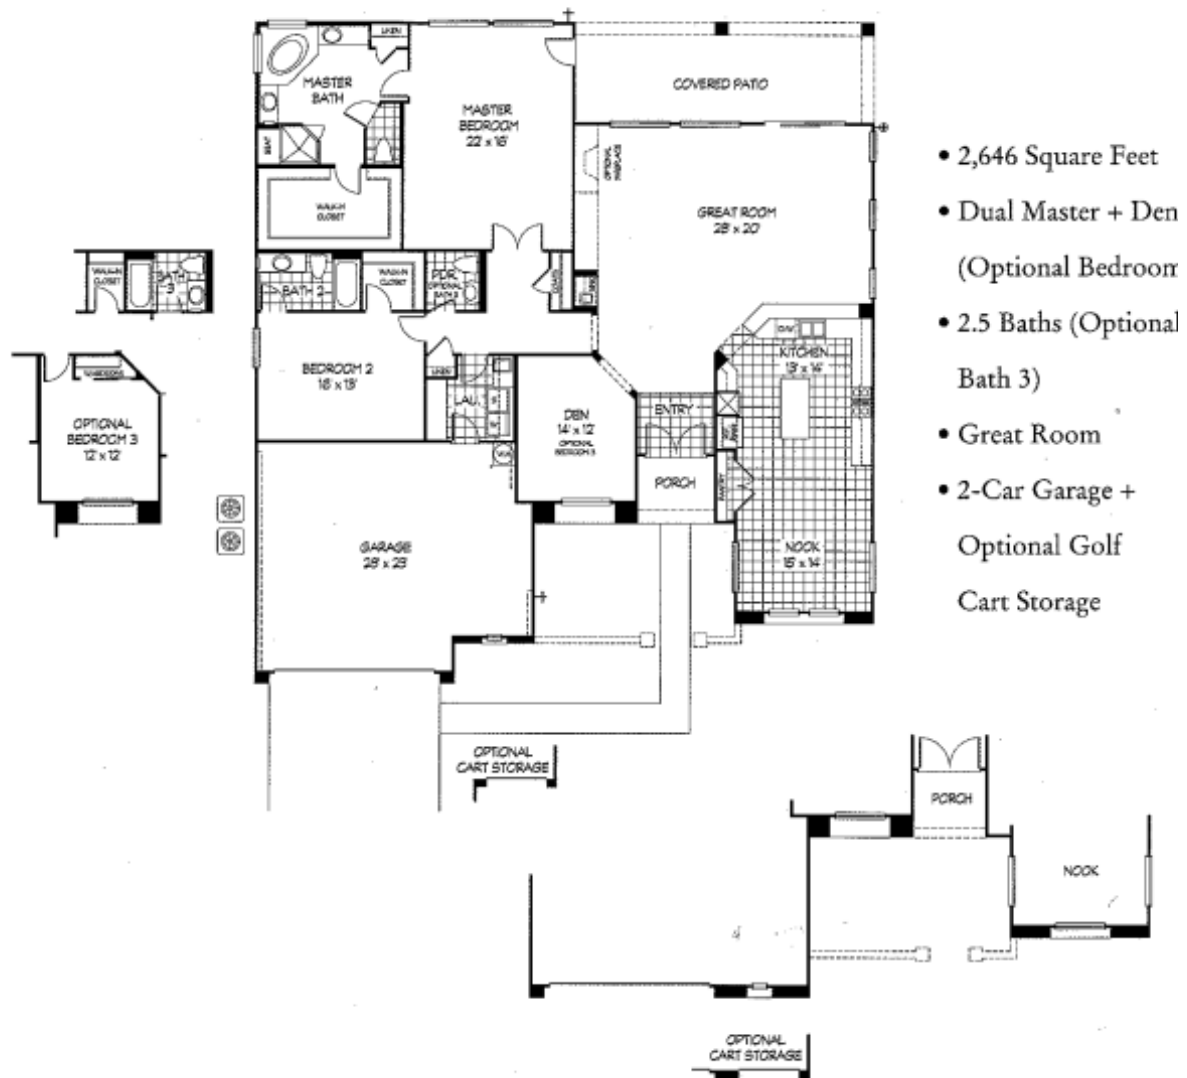 LINEN
MASTER
BATH
SEAT
WALK-IN
CLOSET
MASTER
BEDROOM
22' x 16'
COVERED PATIO
OPTIONAL
FIREPLACE
GREAT ROOM
28' x 20'
• 2,646 Square Feet
• Dual Master + Den
(Optional Bedroom
• 2.5 Baths (Optional
Bath 3)
• Great Room
• 2-Car Garage +
Optional Golf
Cart Storage
WALK-IN
CLOSET
BATH
3
BATH 2
WALK-IN
CLOSET
PDR.
OPTIONAL
BATH 3
BEDROOM 2
16' x 13'
LINEN
LAU.
DEN
14' x 12'
OPTIONAL
BEDROOM 3
ENTRY
PORCH
D/W
KITCHEN
13' x 14'
PANTRY
NOOK
15' x 14'
WARDROBE
OPTIONAL
BEDROOM 3
12' x 12'
GARAGE
28' x 23'
OPTIONAL
CART STORAGE
PORCH
NOOK
OPTIONAL
CART STORAGE